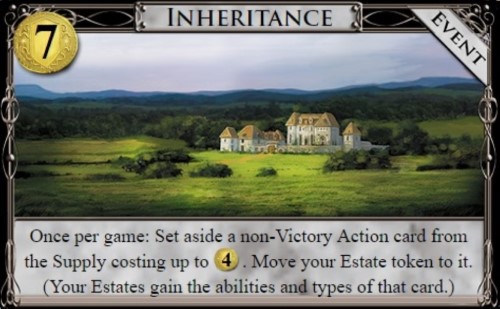 7
INHERITANCE
EVENT
Once per game: Set aside a non-Victory Action card from
the Supply costing up to 4. Move your Estate token to it.
(Your Estates gain the abilities and types of that card.)